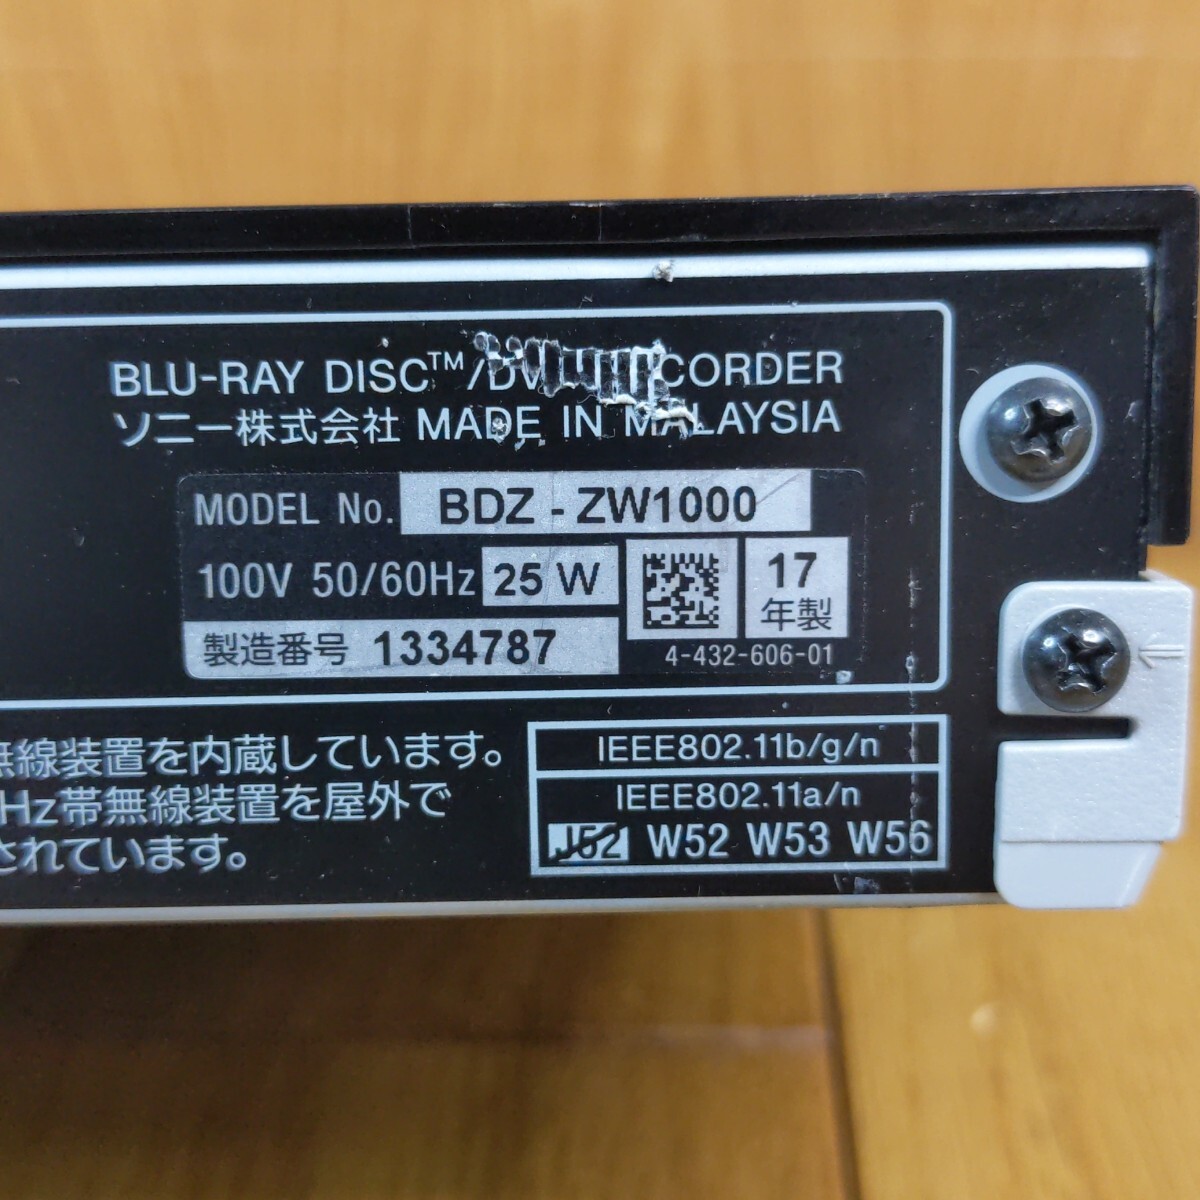 BLU-RAY DISC™/DV CORDER
ソニー株式会社 MADE IN MALAYSIA
MODEL No. BDZ - ZW1000
100V 50/60Hz 25 W
17
年製
製造番号 1334787
4-432-606-01
無線装置を内蔵しています。
Hz帯無線装置を屋外で
されています。
IEEE802.11b/g/n
IEEE802.11a/n
J52 W52 W53 W56